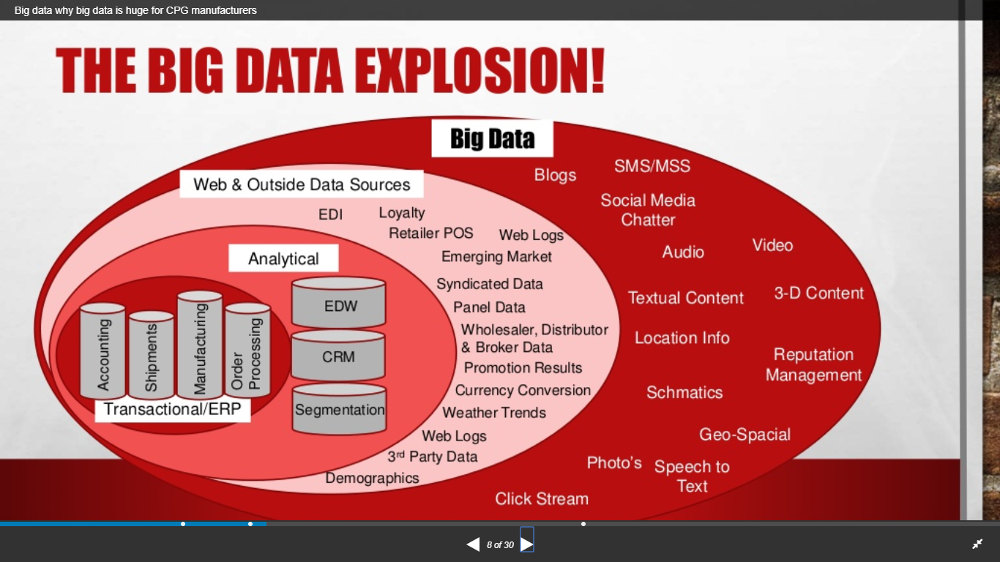 Big data why big data is huge for CPG manufacturers
THE BIG DATA EXPLOSION!
Big Data
Web & Outside Data Sources
Blogs
SMS/MSS
Social Media
Chatter
EDI
Loyalty
Retailer POS
Web Logs
Audio
Video
Analytical
Emerging Market
Syndicated Data
Textual Content
3-D Content
EDW
Panel Data
Accounting
Shipments
Manufacturing
Order
Processing
Wholesaler, Distributor
& Broker Data
Location Info
CRM
Promotion Results
Reputation
Management
Currency Conversion
Schmatics
Transactional/ERP
Segmentation
Weather Trends
Web Logs
Geo-Spacial
3rd Party Data
Photo's
Speech to
Text
Demographics
Click Stream
8 of 30